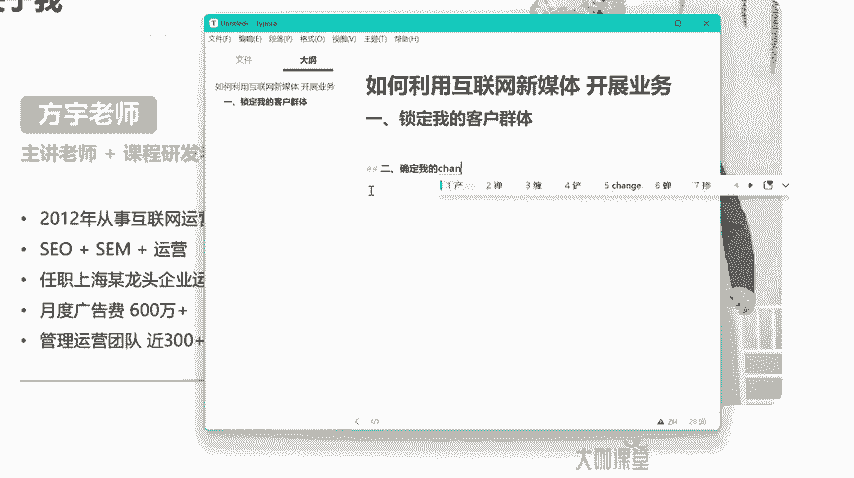 Untitled - Typora
文件(F) 编辑(E) 段落(P) 格式(O) 视图(V) 主题(T) 帮助(H)
文件 大纲
如何利用互联网新媒体 开展业务
一、锁定我的客户群体
如何利用互联网新媒体 开展业务
一、锁定我的客户群体
## 二、确定我的chan
1 产 2 禅 3 缠 4 铲 5 change 6 蝉 7 掺
方宇老师
主讲老师 + 课程研发
• 2012年从事互联网运营
• SEO + SEM + 运营
• 任职上海某龙头企业运
• 月度广告费 600万+
• 管理运营团队 近300+
大咖课堂